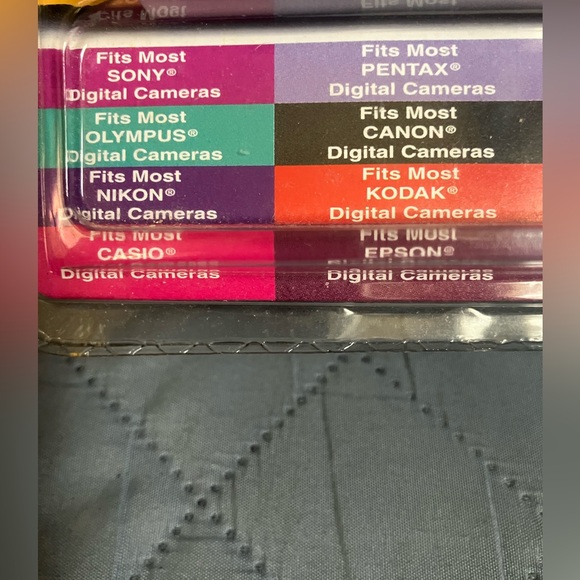 Fits Most
Fits Most
SONY®
Digital Cameras
Fits Most
PENTAX®
Digital Cameras
Fits Most
OLYMPUS®
Digital Cameras
Fits Most
CANON®
Digital Cameras
Fits Most
NIKON®
Digital Cameras
Fits Most
KODAK®
Digital Cameras
Fits Most
CASIO®
Digital Cameras
Fits Most
EPSON®
Digital Cameras